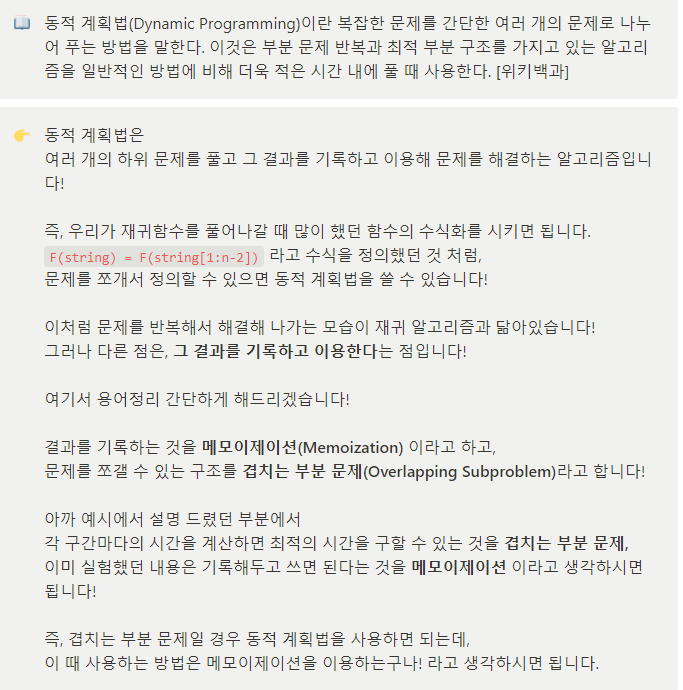 동적 계획법(Dynamic Programming)이란 복잡한 문제를 간단한 여러 개의 문제로 나누
어 푸는 방법을 말한다. 이것은 부분 문제 반복과 최적 부분 구조를 가지고 있는 알고리
즘을 일반적인 방법에 비해 더욱 적은 시간 내에 풀 때 사용한다. [위키백과]
동적 계획법은
여러 개의 하위 문제를 풀고 그 결과를 기록하고 이용해 문제를 해결하는 알고리즘입니
다!
즉, 우리가 재귀함수를 풀어나갈 때 많이 했던 함수의 수식화를 시키면 됩니다.
F(string) = F(string[1:n-2]) 라고 수식을 정의했던 것 처럼,
문제를 쪼개서 정의할 수 있으면 동적 계획법을 쓸 수 있습니다!
이처럼 문제를 반복해서 해결해 나가는 모습이 재귀 알고리즘과 닮아있습니다!
그러나 다른 점은, 그 결과를 기록하고 이용한다는 점입니다!
여기서 용어정리 간단하게 해드리겠습니다!
결과를 기록하는 것을 메모이제이션(Memoization) 이라고 하고,
문제를 쪼갤 수 있는 구조를 겹치는 부분 문제(Overlapping Subproblem)라고 합니다!
아까 예시에서 설명 드렸던 부분에서
각 구간마다의 시간을 계산하면 최적의 시간을 구할 수 있는 것을 겹치는 부분 문제,
이미 실험했던 내용은 기록해두고 쓰면 된다는 것을 메모이제이션 이라고 생각하시면
됩니다!
즉, 겹치는 부분 문제일 경우 동적 계획법을 사용하면 되는데,
이 때 사용하는 방법은 메모이제이션을 이용하는구나! 라고 생각하시면 됩니다.